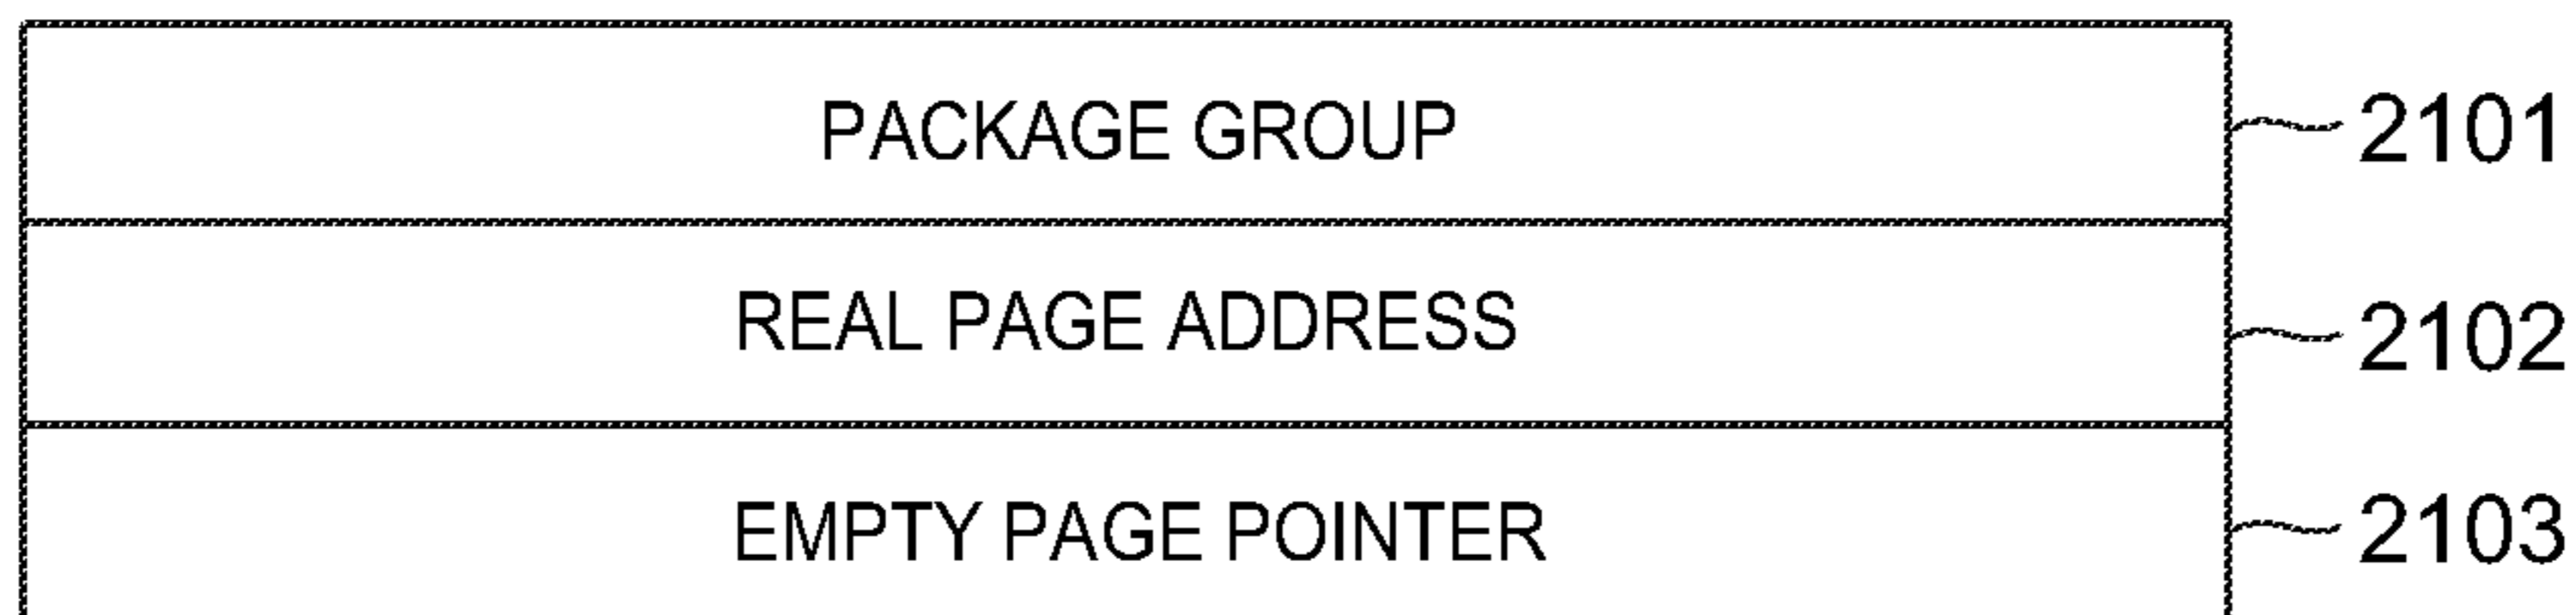 PACKAGE GROUP 2101
REAL PAGE ADDRESS 2102
EMPTY PAGE POINTER 2103